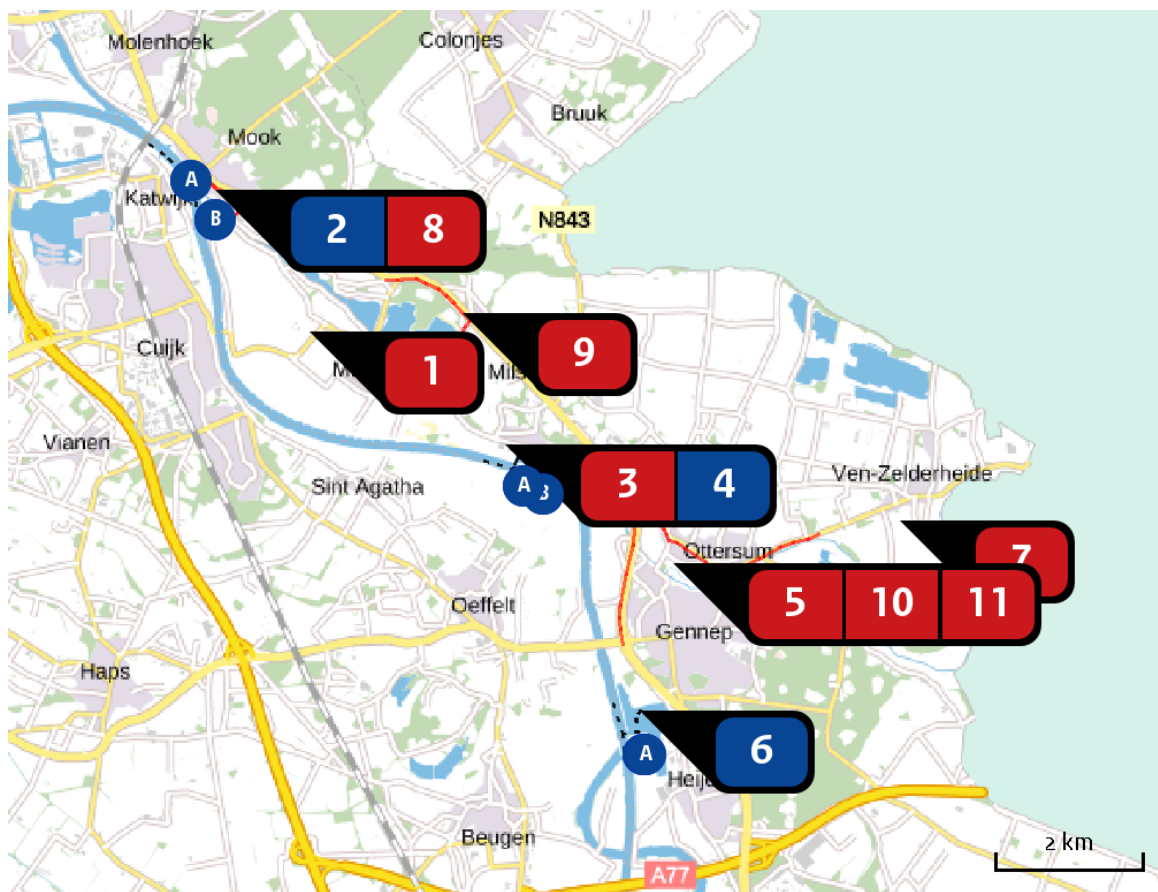 Molenhoek
Colonjes
Bruuk
Mook
A
Katwijk
B
2 8
N843
9
Cuijk
1
Vianen
Ven-Zelderheide
3 4
A
Sint Agatha
Ottersum
7
5 10 11
Oeffelt
Gennep
Haps
6
A
2 km
Beugen
A77